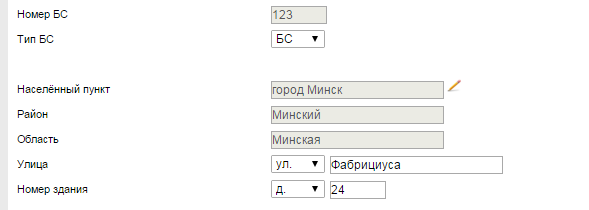 Номер БС 123
Тип БС БС
Населённый пункт город Минск
Район Минский
Область Минская
Улица ул. Фабрициуса
Номер здания д. 24